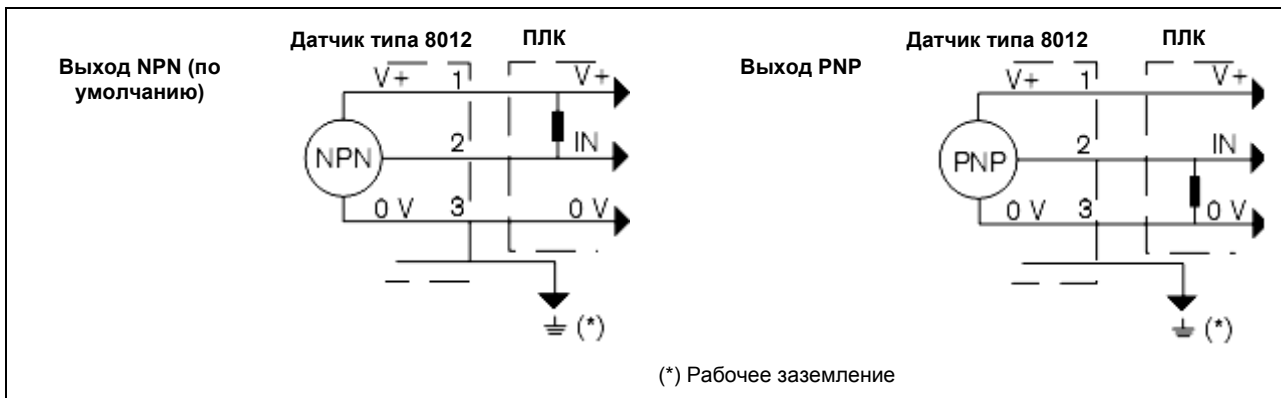 Датчик типа 8012 ПЛК
Выход NPN (по
умолчанию)
V+ 1 V+
NPN 2 IN
0 V 3 0 V
(*)
Датчик типа 8012 ПЛК
Выход PNP
V+ 1 V+
PNP 2 IN
0 V 3 0 V
(*)
(*) Рабочее заземление